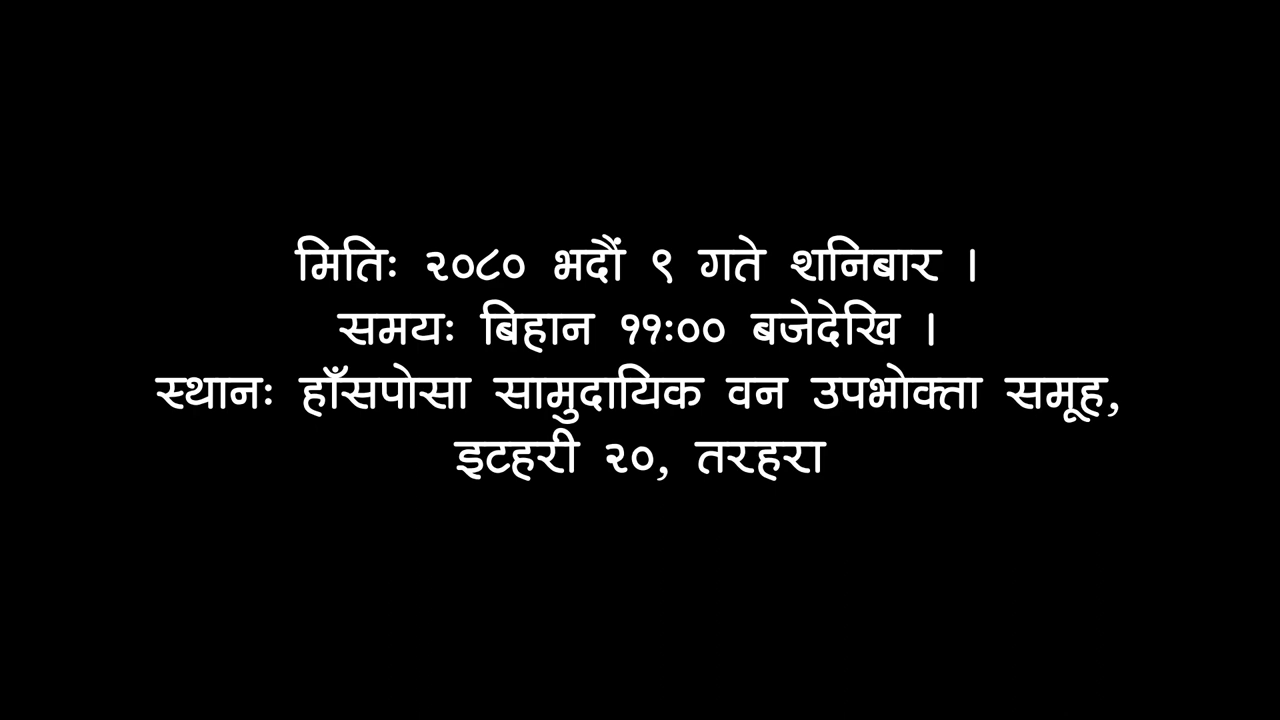 मितिः २०८० भदौं ९ गते शनिबार ।
समयः बिहान ११ः०० बजेदेखि ।
स्थानः हाँसपोसा सामुदायिक वन उपभोक्ता समूह,
इटहरी २०, तरहरा